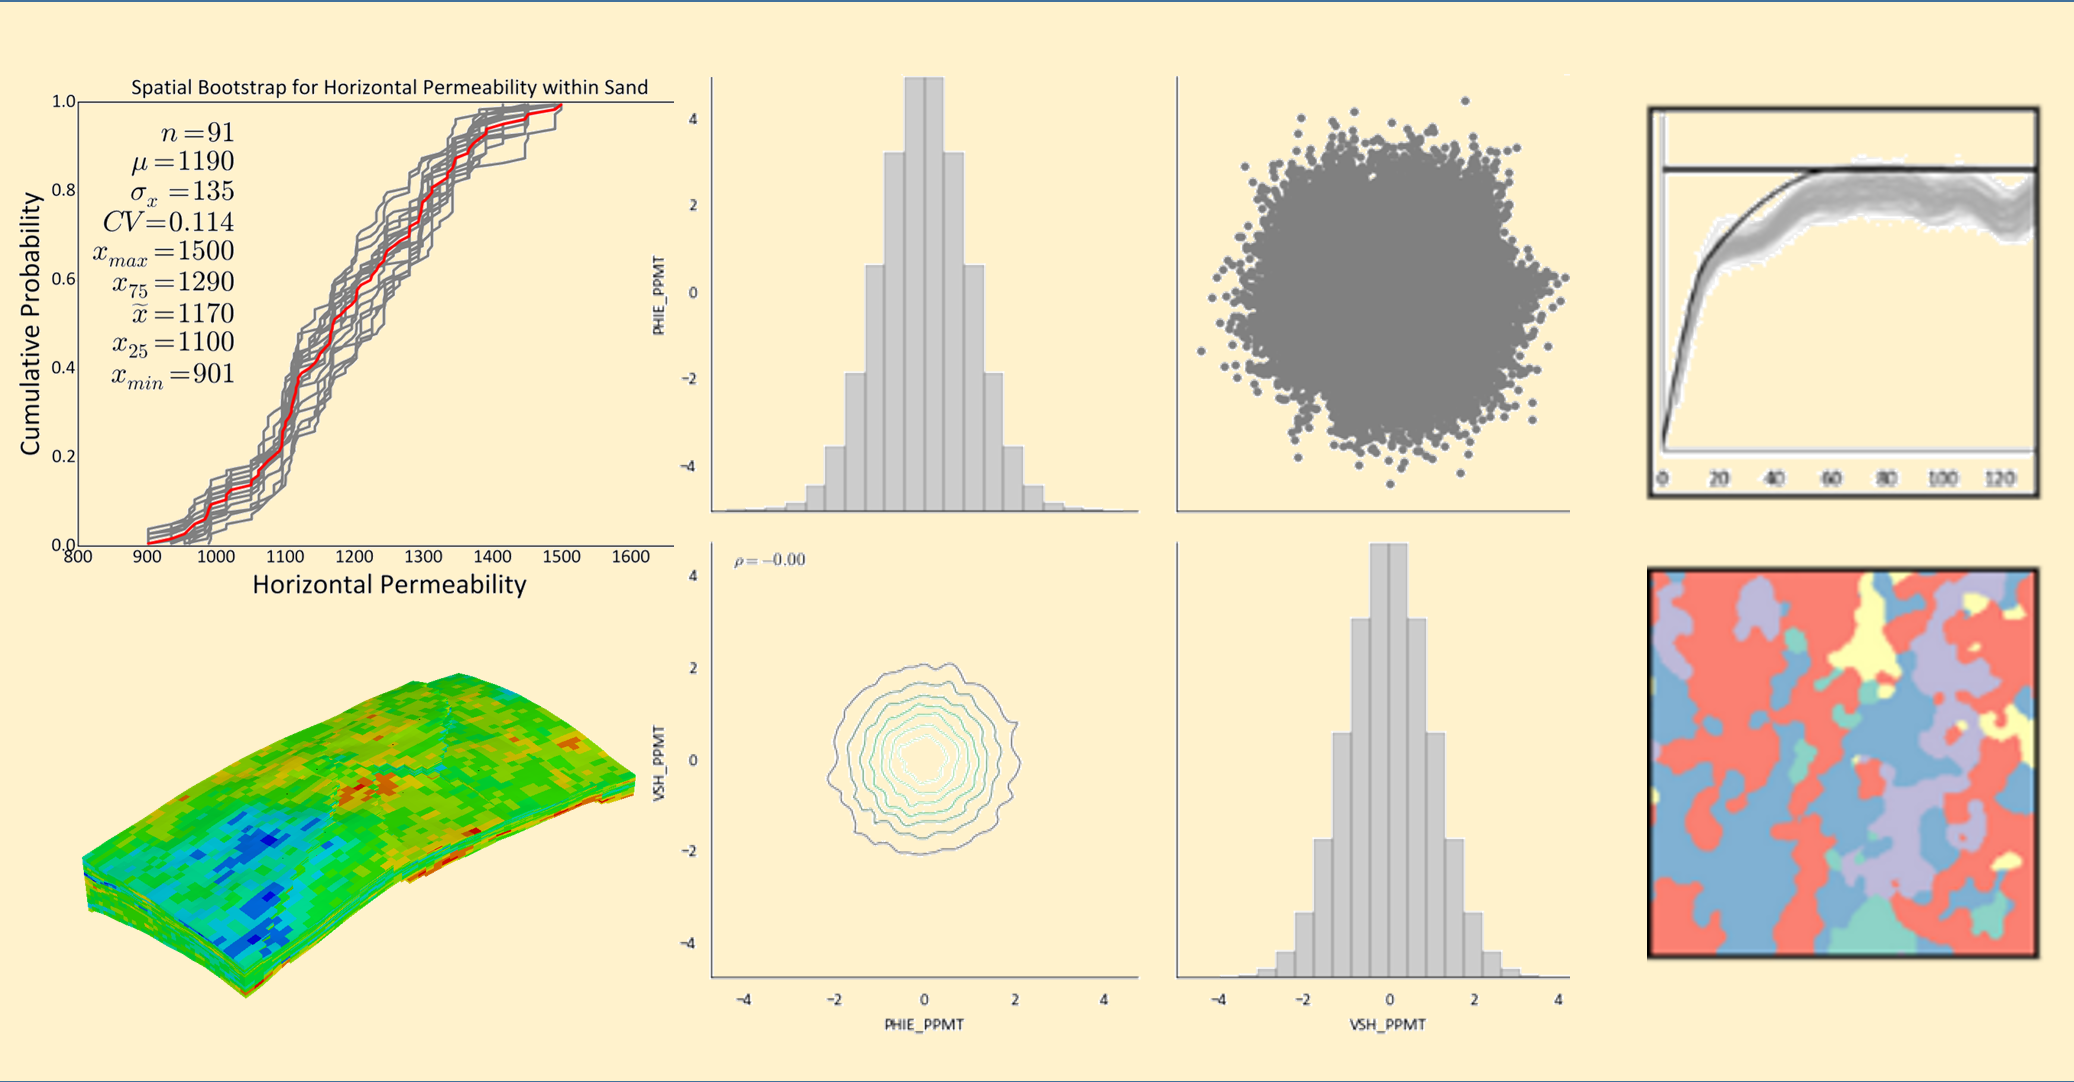 Spatial Bootstrap for Horizontal Permeability within Sand
Cumulative Probability
1.0
0.8
0.6
0.4
0.2
0.0
n=91
μ=1190
σx=135
CV=0.114
xmax=1500
x75=1290
x̃=1170
x25=1100
xmin=901
800 900 1000 1100 1200 1300 1400 1500 1600
Horizontal Permeability
PHIE_PPMT
4
2
0
−2
−4
0 20 40 60 80 100 120
VSH_PPMT
4
2
0
−2
−4
ρ = −0.00
−4 −2 0 2 4
PHIE_PPMT
−4 −2 0 2 4
VSH_PPMT